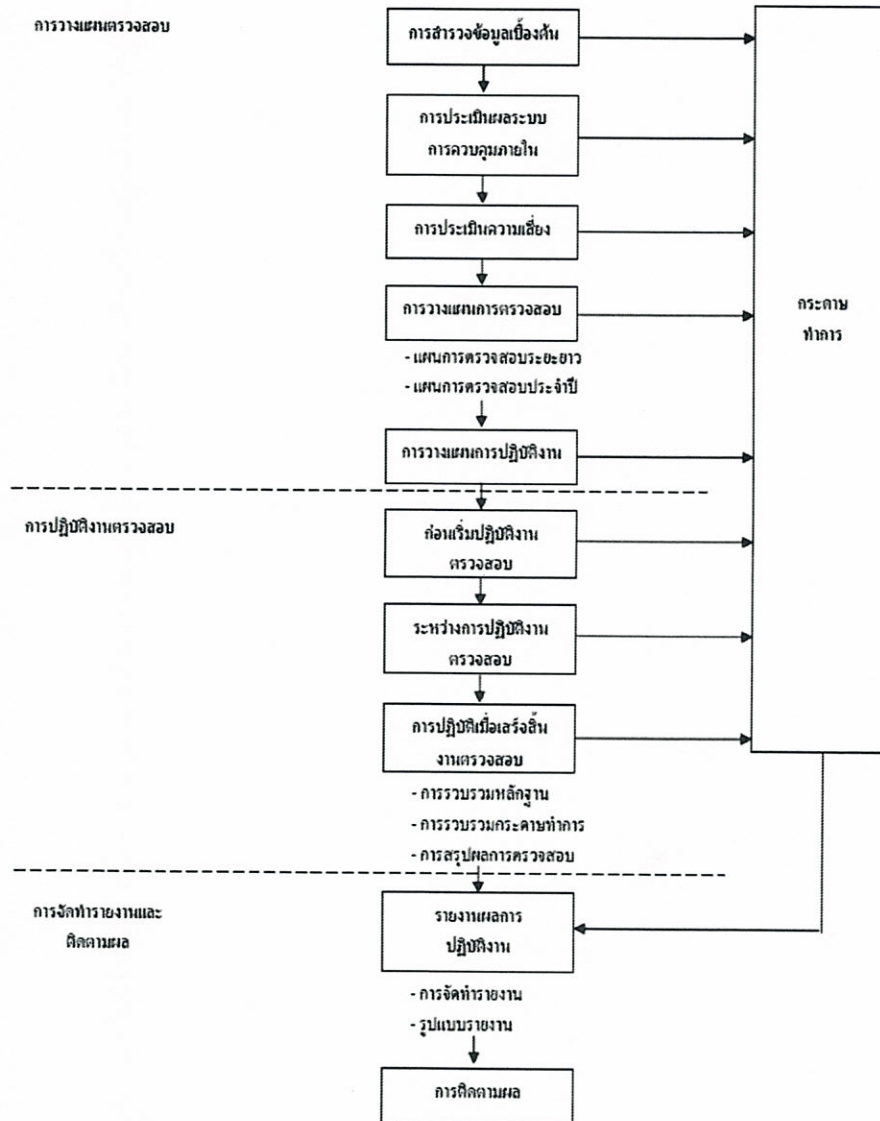 การวางแผนตรวจสอบ
การสำรวจข้อมูลเบื้องต้น
การประเมินผลระบบ
การควบคุมภายใน
การประเมินความเสี่ยง
การวางแผนการตรวจสอบ
- แผนการตรวจสอบระยะยาว
- แผนการตรวจสอบประจำปี
การวางแผนการปฏิบัติงาน
กระดาษ
ทำการ
การปฏิบัติงานตรวจสอบ
ก่อนเริ่มปฏิบัติงาน
ตรวจสอบ
ระหว่างการปฏิบัติงาน
ตรวจสอบ
การปฏิบัติเมื่อเสร็จสิ้น
งานตรวจสอบ
- การรวบรวมหลักฐาน
- การรวบรวมกระดาษทำการ
- การสรุปผลการตรวจสอบ
การจัดทำรายงานและ
ติดตามผล
รายงานผลการ
ปฏิบัติงาน
- การจัดทำรายงาน
- รูปแบบรายงาน
การติดตามผล